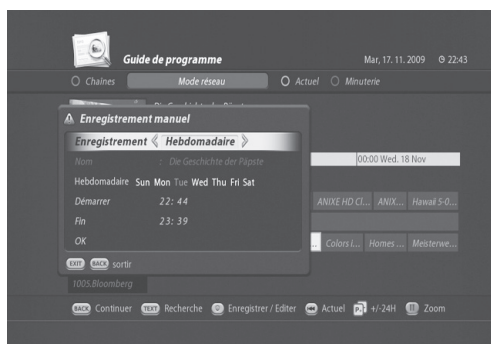 Guide de programme
Mar, 17. 11. 2009 22:43
Chaînes Mode réseau Actuel Minuterie
Enregistrement manuel
Enregistrement Hebdomadaire
Nom : Die Geschichte der Päpste
00:00 Wed. 18 Nov
Hebdomadaire Sun Mon Tue Wed Thu Fri Sat
Démarrer 22: 44
ANIXE HD Cl... ANIX... Hawaii 5-0...
Fin 23: 39
OK
... Colors i... Homes ... Meisterwe...
EXIT BACK sortir
1005.Bloomberg
BACK Continuer TEXT Recherche Enregistrer / Editer Actuel +/-24H Zoom